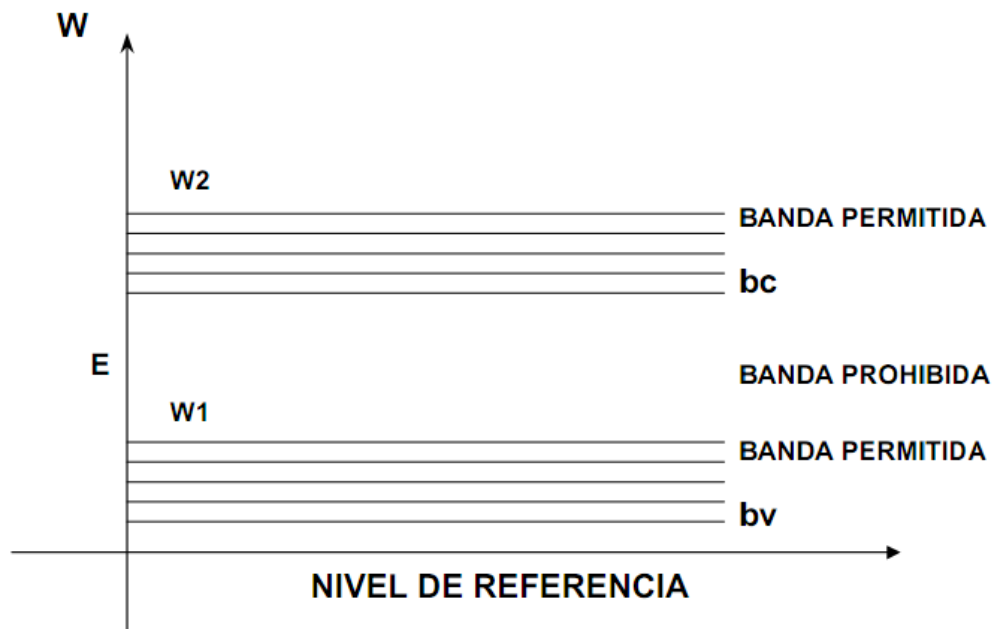 W
W2
BANDA PERMITIDA
bc
E
BANDA PROHIBIDA
W1
BANDA PERMITIDA
bv
NIVEL DE REFERENCIA